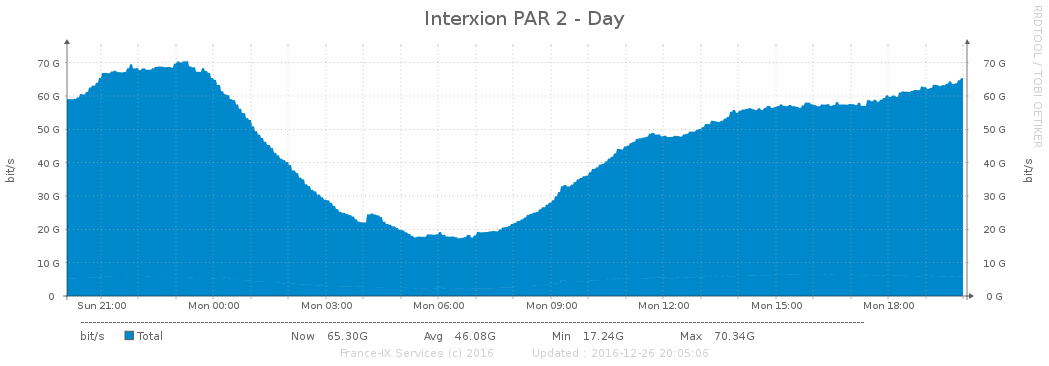 Interxion PAR 2 - Day
RRDTOOL / TOBI OETIKER
bit/s
bit/s
70 G 70 G
60 G 60 G
50 G 50 G
40 G 40 G
30 G 30 G
20 G 20 G
10 G 10 G
0 0 G
Sun 21:00 Mon 00:00 Mon 03:00 Mon 06:00 Mon 09:00 Mon 12:00 Mon 15:00 Mon 18:00
bit/s Total Now 65.30G Avg 46.08G Min 17.24G Max 70.34G
France-IX Services (c) 2016 Updated : 2016-12-26 20:05:06